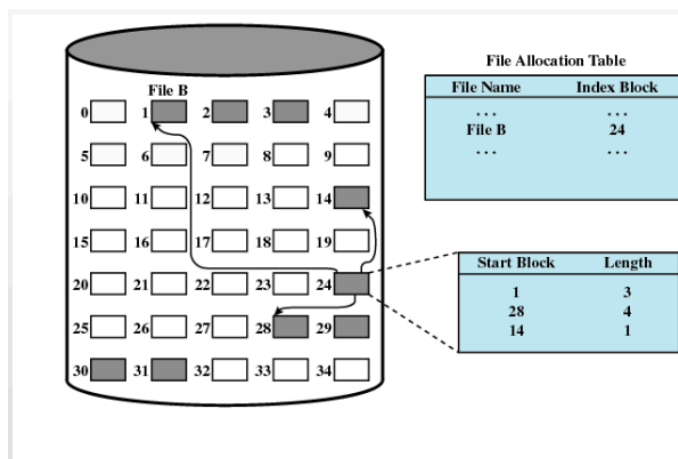 File Allocation Table
File Name Index Block
... ...
File B 24
... ...
File B
0 1 2 3 4
5 6 7 8 9
10 11 12 13 14
15 16 17 18 19
20 21 22 23 24
25 26 27 28 29
30 31 32 33 34
Start Block Length
1 3
28 4
14 1